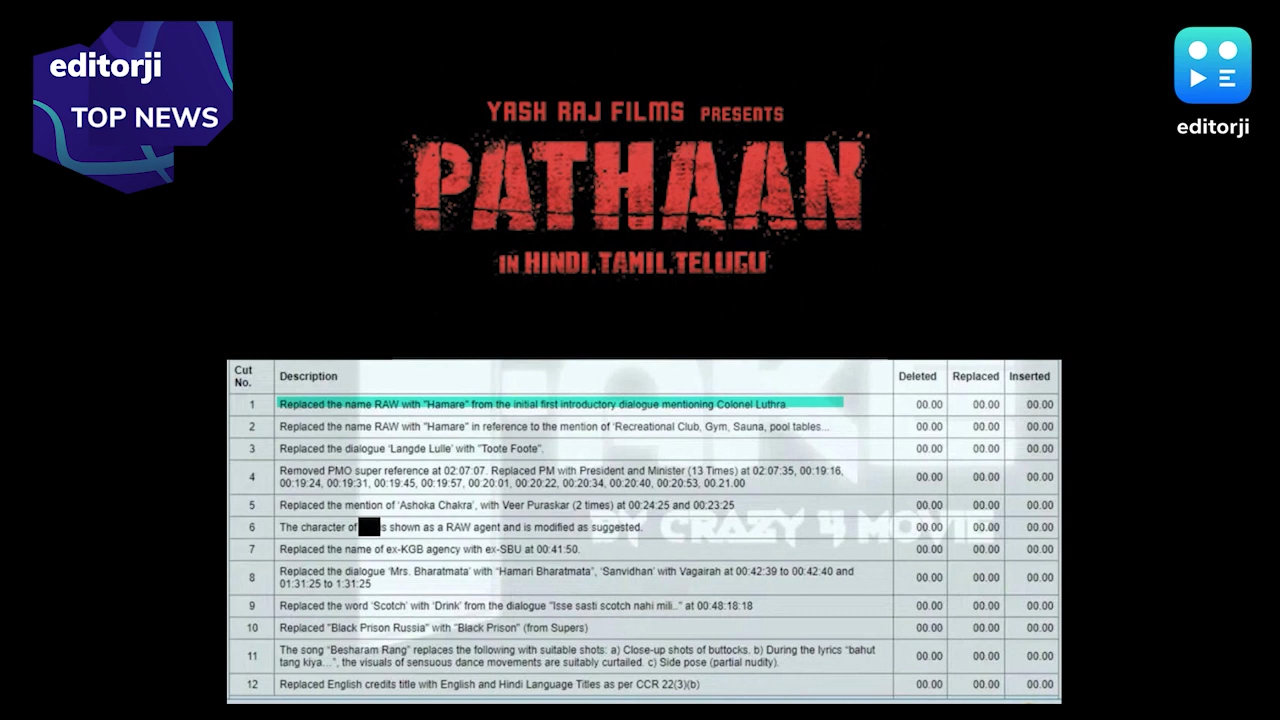 editorji
TOP NEWS
editorji
YASH RAJ FILMS PRESENTS
PATHAAN
IN HINDI.TAMIL.TELUGU
Cut No. Description Deleted Replaced Inserted
1 Replaced the name RAW with "Hamare" from the initial first introductory dialogue mentioning Colonel Luthra. 00.00 00.00 00.00
2 Replaced the name RAW with "Hamare" in reference to the mention of 'Recreational Club, Gym, Sauna, pool tables... 00.00 00.00 00.00
3 Replaced the dialogue 'Langde Lulle' with "Toote Foote". 00.00 00.00 00.00
4 Removed PMO super reference at 02:07:07. Replaced PM with President and Minister (13 Times) at 02:07:35, 00:19:16,
00:19:24, 00:19:31, 00:19:45, 00:19:57, 00:20:01, 00:20:22, 00:20:34, 00:20:40, 00:20:53, 00.21.00 00.00 00.00 00.00
5 Replaced the mention of 'Ashoka Chakra', with Veer Puraskar (2 times) at 00:24:25 and 00:23:25 00.00 00.00 00.00
6 The character of s shown as a RAW agent and is modified as suggested. 00.00 00.00 00.00
7 Replaced the name of ex-KGB agency with ex-SBU at 00:41:50. 00.00 00.00 00.00
8 Replaced the dialogue 'Mrs. Bharatmata' with "Hamari Bharatmata", 'Sanvidhan' with Vagairah at 00:42:39 to 00:42:40 and
01:31:25 to 1:31:25 00.00 00.00 00.00
9 Replaced the word 'Scotch' with 'Drink' from the dialogue "Isse sasti scotch nahi mili.." at 00:48:18:18 00.00 00.00 00.00
10 Replaced "Black Prison Russia" with "Black Prison" (from Supers) 00.00 00.00 00.00
11 The song "Besharam Rang" replaces the following with suitable shots: a) Close-up shots of buttocks. b) During the lyrics "bahut
tang kiya...", the visuals of sensuous dance movements are suitably curtailed. c) Side pose (partial nudity). 00.00 00.00 00.00
12 Replaced English credits title with English and Hindi Language Titles as per CCR 22(3)(b) 00.00 00.00 00.00
BY CRAZY 4 MOVIE